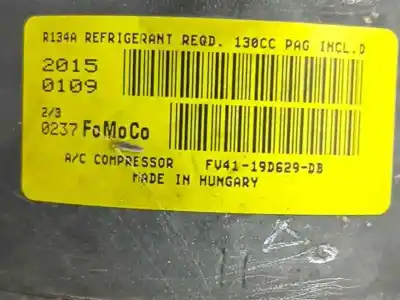 R134A REFRIGERANT REQD. 130CC PAG INCL.D
2015
0109
2/3
0237 FoMoCo
A/C COMPRESSOR FV41-19D629-DB
MADE IN HUNGARY